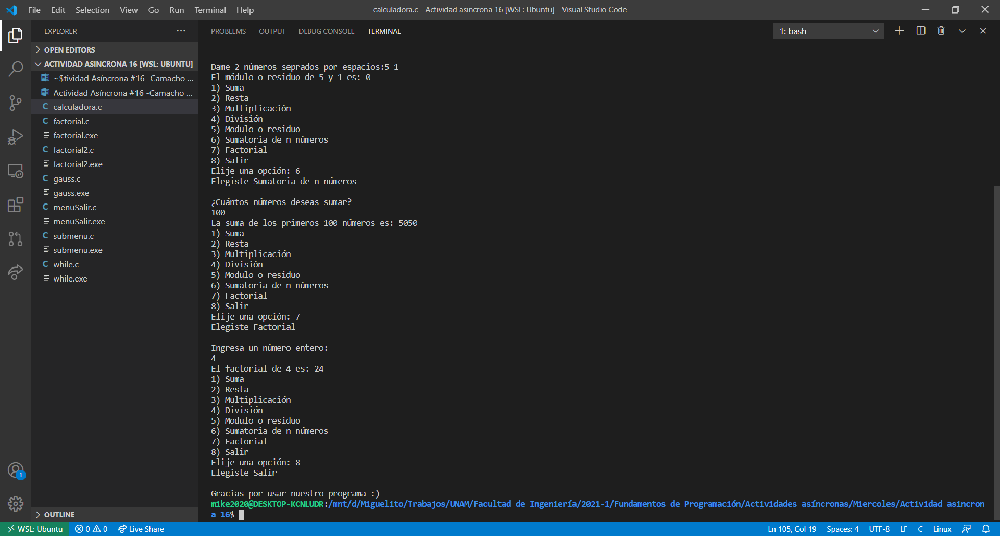 File Edit Selection View Go Run Terminal Help
calculadora.c - Actividad asincrona 16 [WSL: Ubuntu] - Visual Studio Code
EXPLORER
PROBLEMS OUTPUT DEBUG CONSOLE TERMINAL
1: bash
OPEN EDITORS
ACTIVIDAD ASINCRONA 16 [WSL: UBUNTU]
~$tividad Asíncrona #16 -Camacho ...
Actividad Asíncrona #16 -Camacho ...
C calculadora.c
C factorial.c
factorial.exe
C factorial2.c
factorial2.exe
C gauss.c
gauss.exe
C menuSalir.c
menuSalir.exe
C submenu.c
submenu.exe
C while.c
while.exe
OUTLINE
Dame 2 números seprados por espacios:5 1
El módulo o residuo de 5 y 1 es: 0
1) Suma
2) Resta
3) Multiplicación
4) División
5) Modulo o residuo
6) Sumatoria de n números
7) Factorial
8) Salir
Elije una opción: 6
Elegiste Sumatoria de n números
¿Cuántos números deseas sumar?
100
La suma de los primeros 100 números es: 5050
1) Suma
2) Resta
3) Multiplicación
4) División
5) Modulo o residuo
6) Sumatoria de n números
7) Factorial
8) Salir
Elije una opción: 7
Elegiste Factorial
Ingresa un número entero:
4
El factorial de 4 es: 24
1) Suma
2) Resta
3) Multiplicación
4) División
5) Modulo o residuo
6) Sumatoria de n números
7) Factorial
8) Salir
Elije una opción: 8
Elegiste Salir
Gracias por usar nuestro programa :)
mike2020@DESKTOP-KCNLUDR:/mnt/d/Miguelito/Trabajos/UNAM/Facultad de Ingeniería/2021-1/Fundamentos de Programación/Actividades asíncronas/Miercoles/Actividad asincron
a 16$
1
WSL: Ubuntu 0 0 Live Share
Ln 105, Col 19 Spaces: 4 UTF-8 LF C Linux